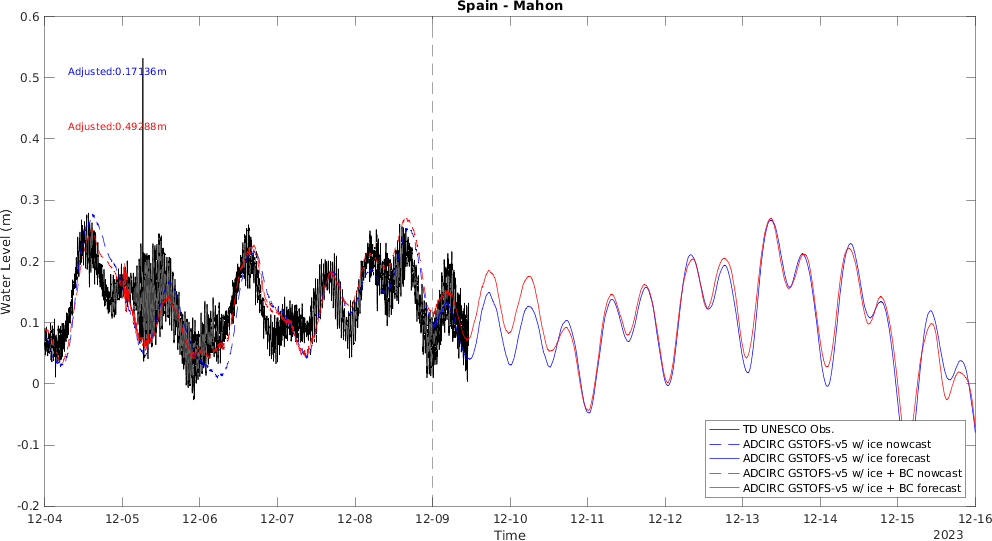 Spain - Mahon
0.6
0.5
0.4
0.3
0.2
0.1
0
-0.1
-0.2
Water Level (m)
Adjusted:0.17136m
Adjusted:0.49288m
TD UNESCO Obs.
ADCIRC GSTOFS-v5 w/ ice nowcast
ADCIRC GSTOFS-v5 w/ ice forecast
ADCIRC GSTOFS-v5 w/ ice + BC nowcast
ADCIRC GSTOFS-v5 w/ ice + BC forecast
12-04 12-05 12-06 12-07 12-08 12-09 12-10 12-11 12-12 12-13 12-14 12-15 12-16
Time
2023